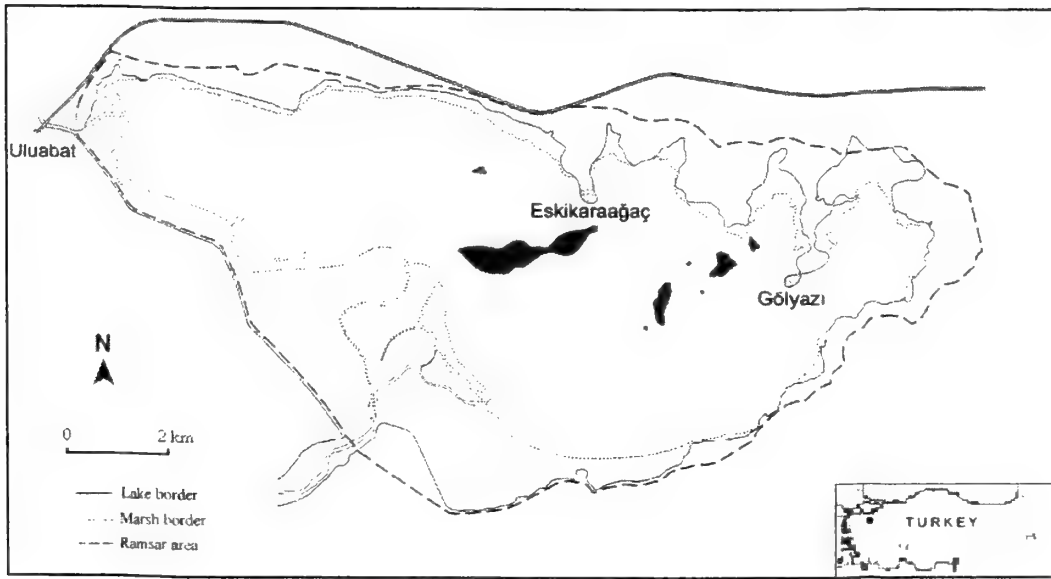 Uluabat
Eskikaraağaç
Gölyazı
N
0 2 km
Lake border
Marsh border
Ramsar area
TURKEY